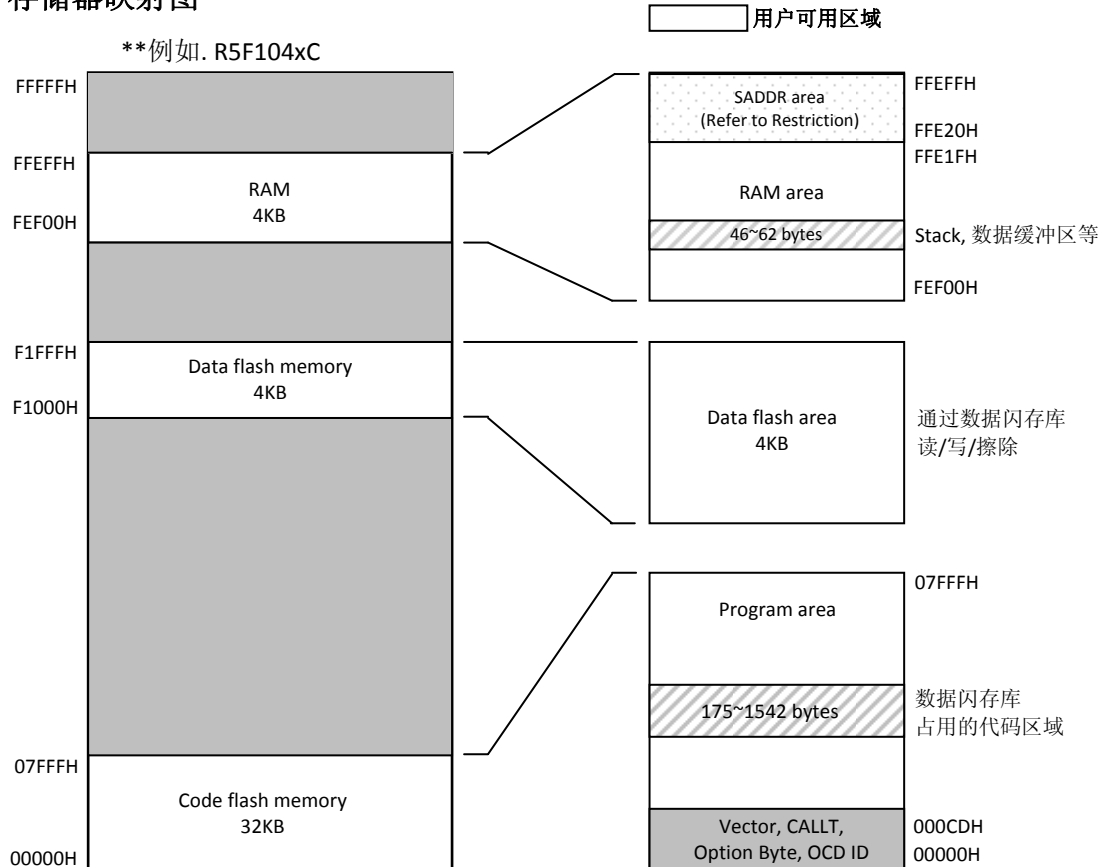 存储器映射图
用户可用区域
**例如. R5F104xC
FFFFFH
FFEFFH
RAM
4KB
FEF00H
F1FFFH
Data flash memory
4KB
F1000H
07FFFH
Code flash memory
32KB
00000H
SADDR area
(Refer to Restriction)
FFEFFH
FFE20H
FFE1FH
RAM area
46~62 bytes
Stack, 数据缓冲区等
FEF00H
Data flash area
4KB
通过数据闪存库
读/写/擦除
07FFFH
Program area
175~1542 bytes
数据闪存库
占用的代码区域
Vector, CALLT,
Option Byte, OCD ID
000CDH
00000H